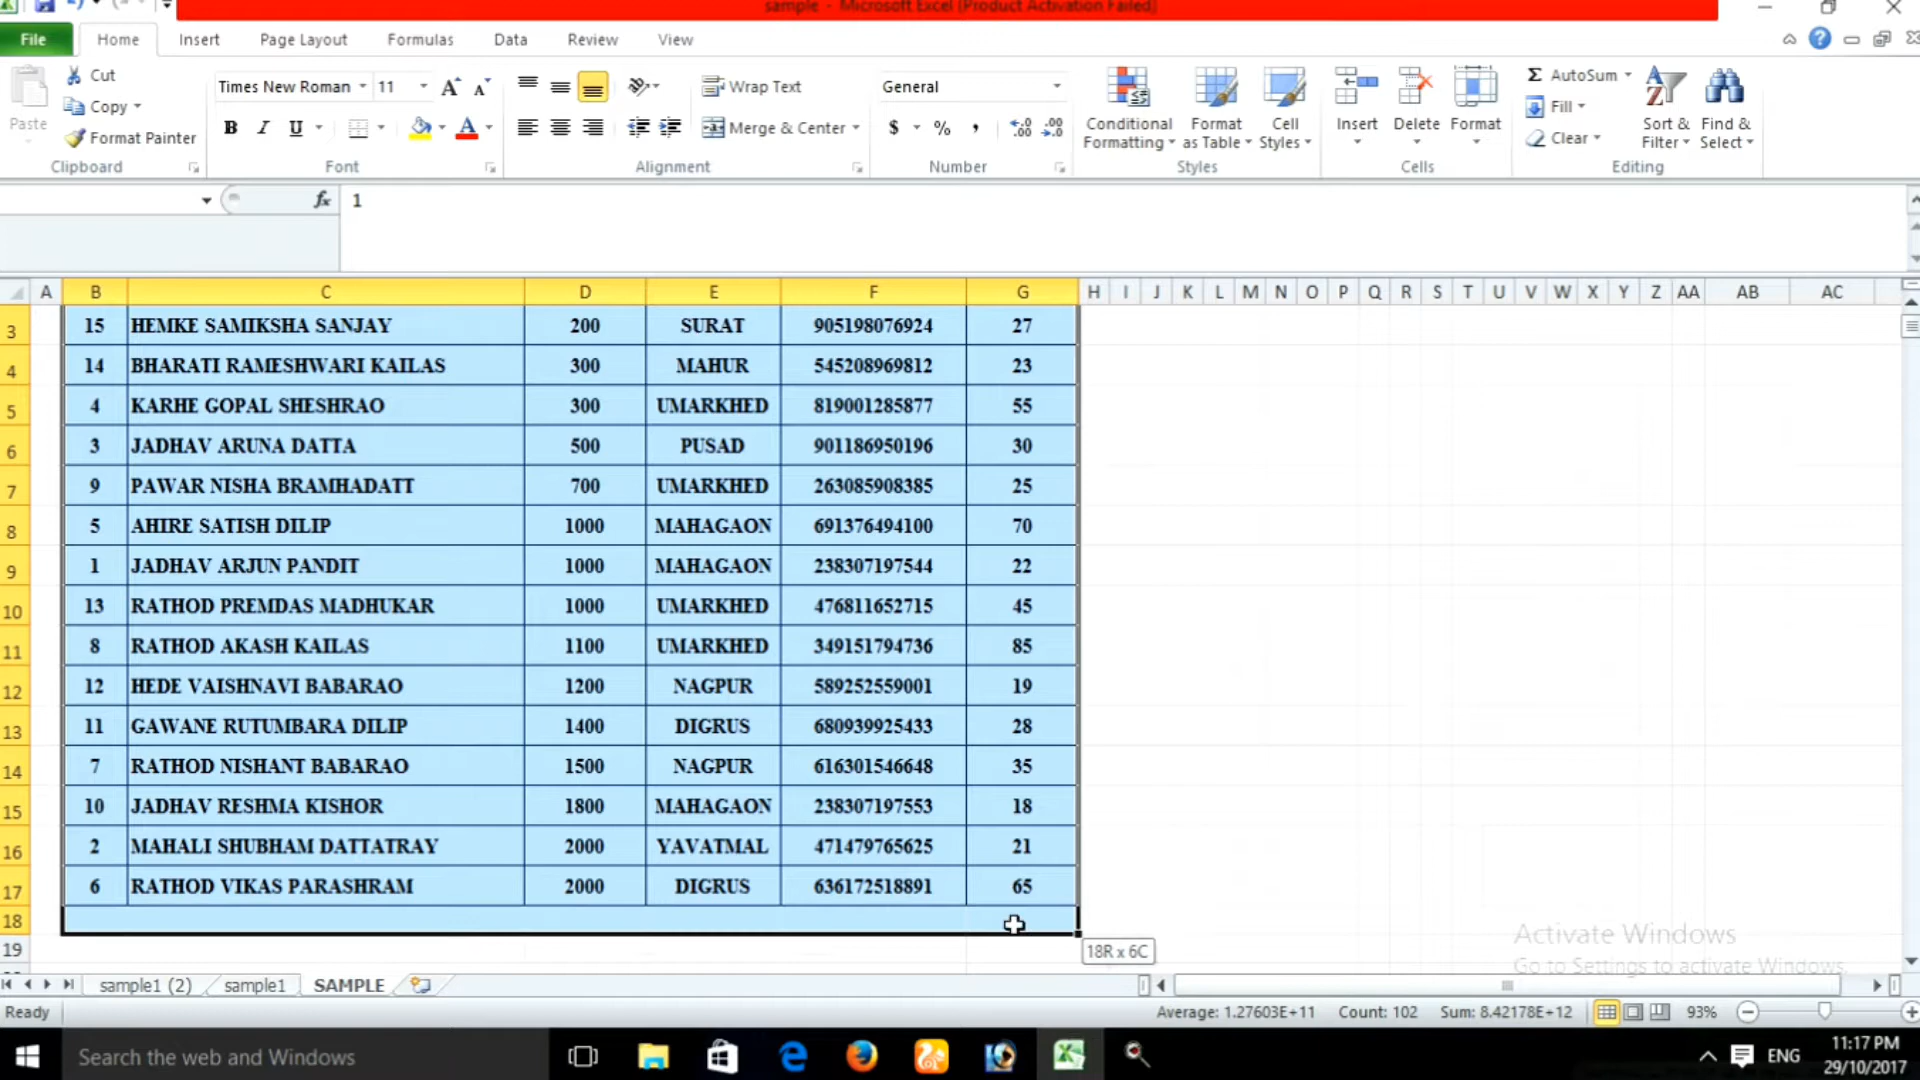 sample - Microsoft Excel (Product Activation Failed)
File Home Insert Page Layout Formulas Data Review View
Paste
Cut
Copy
Format Painter
Clipboard
Times New Roman 11
B I U
Font
Wrap Text
Merge & Center
Alignment
General
$ % ,
Number
Conditional Formatting
Format as Table
Cell Styles
Styles
Insert Delete Format
Cells
Σ AutoSum
Fill
Clear
Sort & Filter
Find & Select
Editing
fx 1
A B C D E F G H I J K L M N O P Q R S T U V W X Y Z AA AB AC
3 15 HEMKE SAMIKSHA SANJAY 200 SURAT 905198076924 27
4 14 BHARATI RAMESHWARI KAILAS 300 MAHUR 545208969812 23
5 4 KARHE GOPAL SHESHRAO 300 UMARKHED 819001285877 55
6 3 JADHAV ARUNA DATTA 500 PUSAD 901186950196 30
7 9 PAWAR NISHA BRAMHADATT 700 UMARKHED 263085908385 25
8 5 AHIRE SATISH DILIP 1000 MAHAGAON 691376494100 70
9 1 JADHAV ARJUN PANDIT 1000 MAHAGAON 238307197544 22
10 13 RATHOD PREMDAS MADHUKAR 1000 UMARKHED 476811652715 45
11 8 RATHOD AKASH KAILAS 1100 UMARKHED 349151794736 85
12 12 HEDE VAISHNAVI BABARAO 1200 NAGPUR 589252559001 19
13 11 GAWANE RUTUMBARA DILIP 1400 DIGRUS 680939925433 28
14 7 RATHOD NISHANT BABARAO 1500 NAGPUR 616301546648 35
15 10 JADHAV RESHMA KISHOR 1800 MAHAGAON 238307197553 18
16 2 MAHALI SHUBHAM DATTATRAY 2000 YAVATMAL 471479765625 21
17 6 RATHOD VIKAS PARASHRAM 2000 DIGRUS 636172518891 65
18
19
18R x 6C
Activate Windows
Go to Settings to activate Windows.
sample1 (2) sample1 SAMPLE
Ready Average: 1.27603E+11 Count: 102 Sum: 8.42178E+12 93%
Search the web and Windows
ENG
11:17 PM
29/10/2017